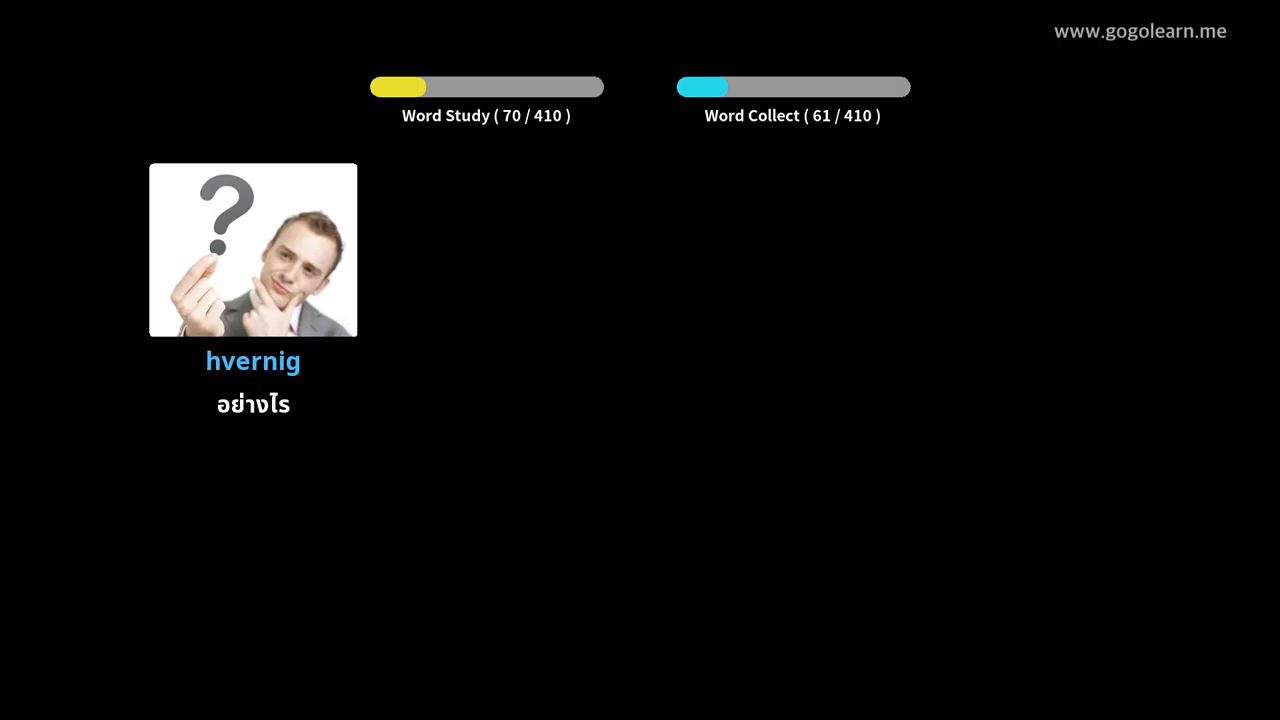 www.gogolearn.me
Word Study ( 70 / 410 )
Word Collect ( 61 / 410 )
?
hvernig
อย่างไร